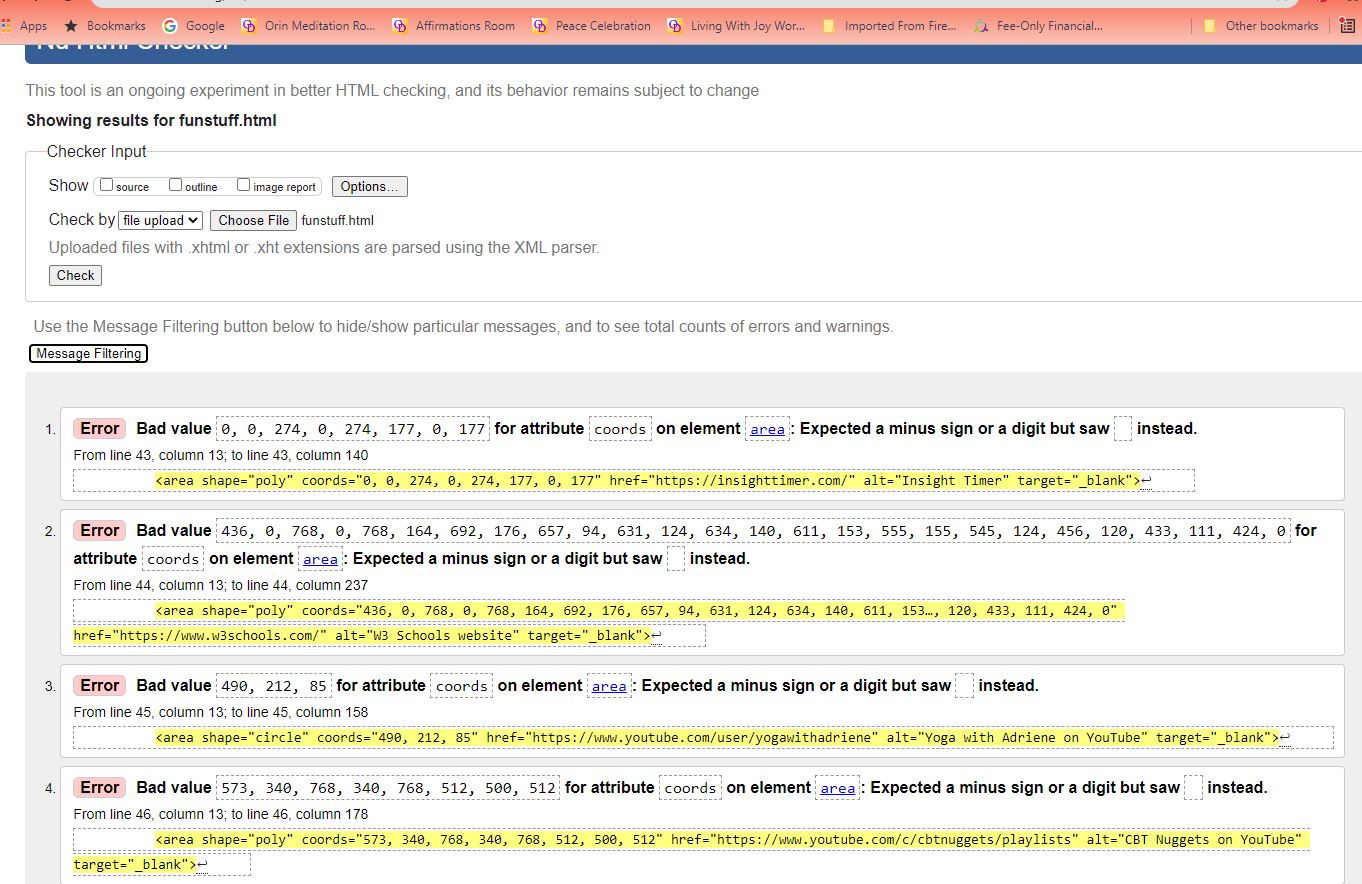 Apps Bookmarks Google Orin Meditation Ro... Affirmations Room Peace Celebration Living With Joy Wor... Imported From Fire... Fee-Only Financial... Other bookmarks
Nu Html Checker
This tool is an ongoing experiment in better HTML checking, and its behavior remains subject to change
Showing results for funstuff.html
Checker Input
Show source outline image report Options...
Check by file upload Choose File funstuff.html
Uploaded files with .xhtml or .xht extensions are parsed using the XML parser.
Check
Use the Message Filtering button below to hide/show particular messages, and to see total counts of errors and warnings.
Message Filtering
1. Error Bad value 0, 0, 274, 0, 274, 177, 0, 177 for attribute coords on element area: Expected a minus sign or a digit but saw instead.
From line 43, column 13; to line 43, column 140
<area shape="poly" coords="0, 0, 274, 0, 274, 177, 0, 177" href="https://insighttimer.com/" alt="Insight Timer" target="_blank">↩
2. Error Bad value 436, 0, 768, 0, 768, 164, 692, 176, 657, 94, 631, 124, 634, 140, 611, 153, 555, 155, 545, 124, 456, 120, 433, 111, 424, 0 for
attribute coords on element area: Expected a minus sign or a digit but saw instead.
From line 44, column 13; to line 44, column 237
<area shape="poly" coords="436, 0, 768, 0, 768, 164, 692, 176, 657, 94, 631, 124, 634, 140, 611, 153…, 120, 433, 111, 424, 0"
href="https://www.w3schools.com/" alt="W3 Schools website" target="_blank">↩
3. Error Bad value 490, 212, 85 for attribute coords on element area: Expected a minus sign or a digit but saw instead.
From line 45, column 13; to line 45, column 158
<area shape="circle" coords="490, 212, 85" href="https://www.youtube.com/user/yogawithadriene" alt="Yoga with Adriene on YouTube" target="_blank">↩
4. Error Bad value 573, 340, 768, 340, 768, 512, 500, 512 for attribute coords on element area: Expected a minus sign or a digit but saw instead.
From line 46, column 13; to line 46, column 178
<area shape="poly" coords="573, 340, 768, 340, 768, 512, 500, 512" href="https://www.youtube.com/c/cbtnuggets/playlists" alt="CBT Nuggets on YouTube"
target="_blank">↩